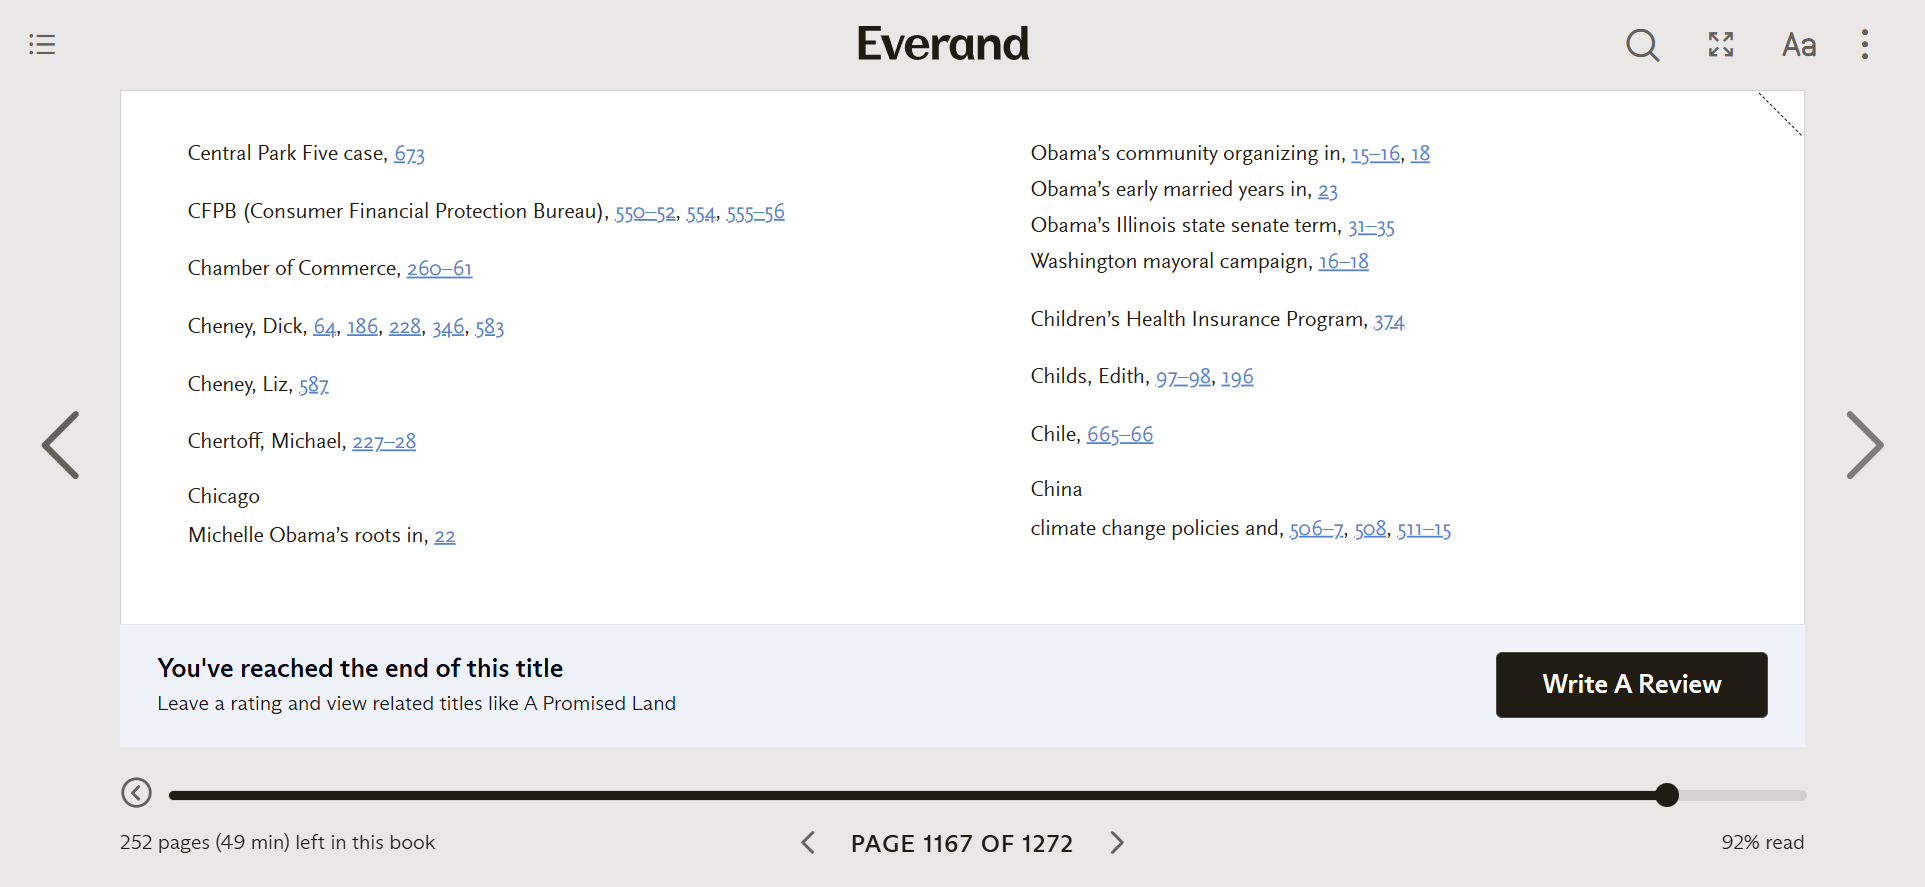 Everand
Aa
Central Park Five case, 673
CFPB (Consumer Financial Protection Bureau), 550–52, 554, 555–56
Chamber of Commerce, 260–61
Cheney, Dick, 64, 186, 228, 346, 583
Cheney, Liz, 587
Chertoff, Michael, 227–28
Chicago
Michelle Obama’s roots in, 22
Obama’s community organizing in, 15–16, 18
Obama’s early married years in, 23
Obama’s Illinois state senate term, 31–35
Washington mayoral campaign, 16–18
Children’s Health Insurance Program, 374
Childs, Edith, 97–98, 196
Chile, 665–66
China
climate change policies and, 506–7, 508, 511–15
You've reached the end of this title
Leave a rating and view related titles like A Promised Land
Write A Review
252 pages (49 min) left in this book
PAGE 1167 OF 1272
92% read